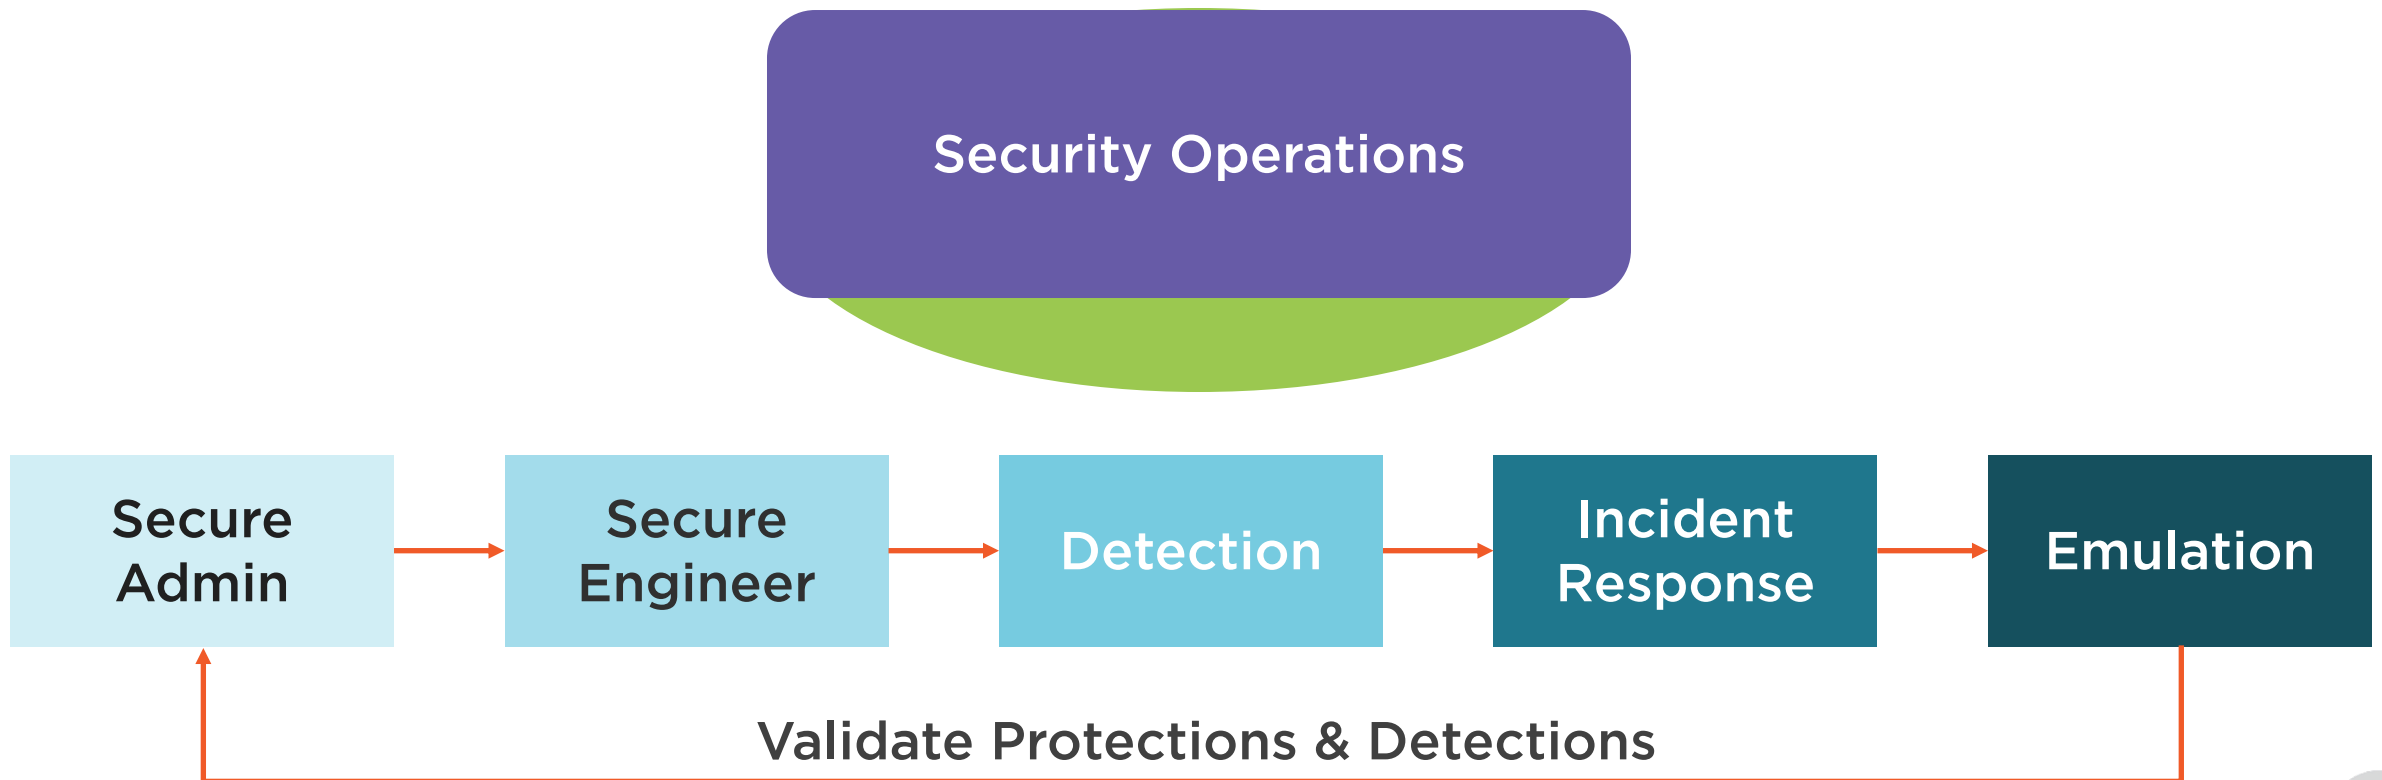 Security Operations
Secure
Admin
Secure
Engineer
Detection
Incident
Response
Emulation
Validate Protections & Detections